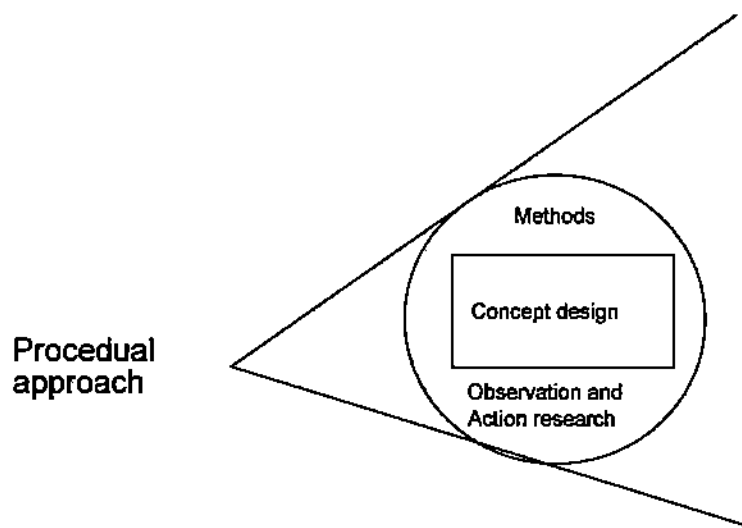 Methods
Concept design
Procedual
approach
Observation and
Action research